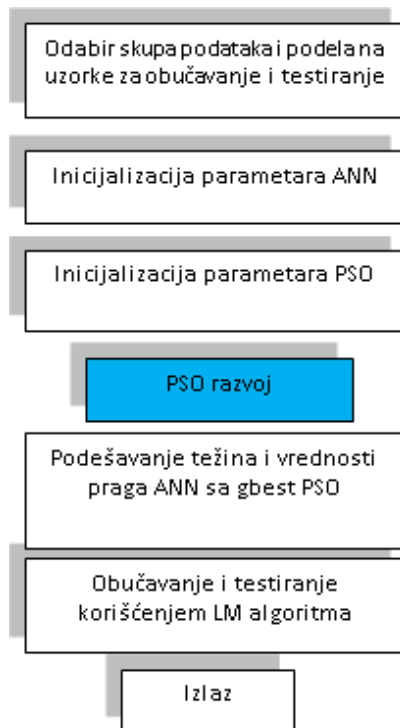 Odabir skupa podataka i podela na
uzorke za obučavanje i testiranje
Inicijalizacija parametara ANN
Inicijalizacija parametara PSO
PSO razvoj
Podešavanje težina i vrednosti
praga ANN sa gbest PSO
Obučavanje i testiranje
korišćenjem LM algoritma
Izlaz